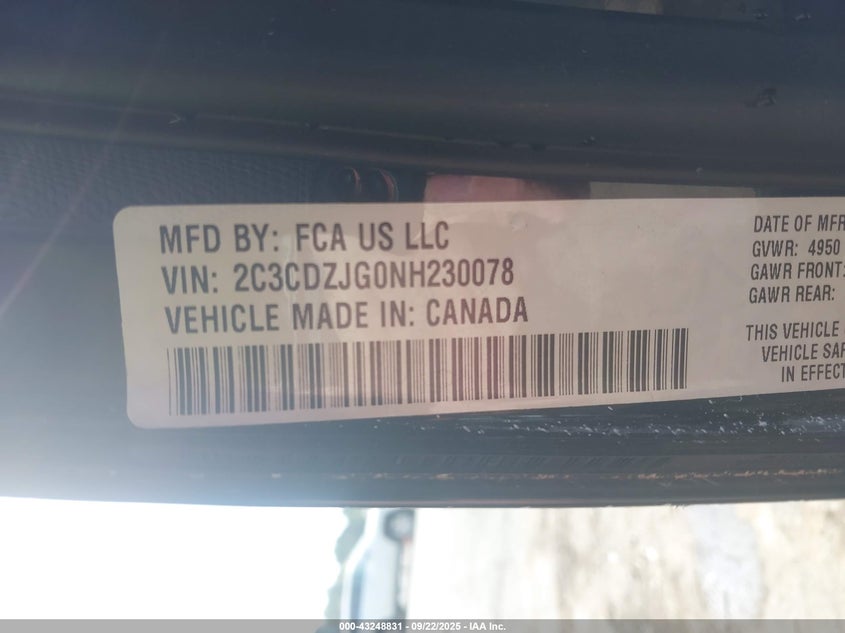 MFD BY: FCA US LLC
VIN: 2C3CDZJG0NH230078
VEHICLE MADE IN: CANADA
DATE OF MFR
GVWR: 4950
GAWR FRONT:
GAWR REAR:
THIS VEHICLE
VEHICLE SAF
IN EFFECT
000-43248831 - 09/22/2025 - IAA Inc.